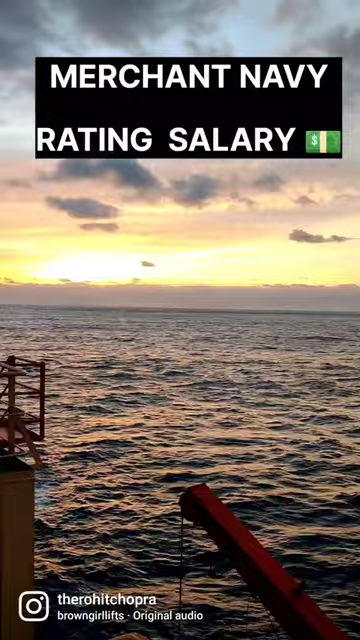 MERCHANT NAVY
RATING SALARY 💵
therohitchopra
browngirllifts · Original audio